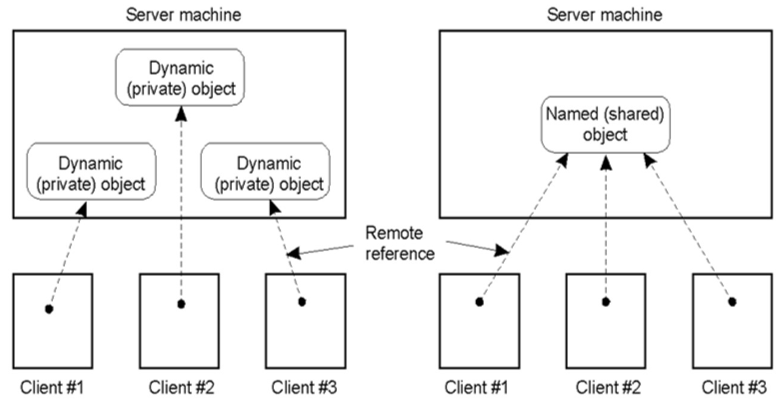 Server machine
Dynamic
(private) object
Dynamic
(private) object
Dynamic
(private) object
Client #1
Client #2
Client #3
Remote
reference
Server machine
Named (shared)
object
Client #1
Client #2
Client #3